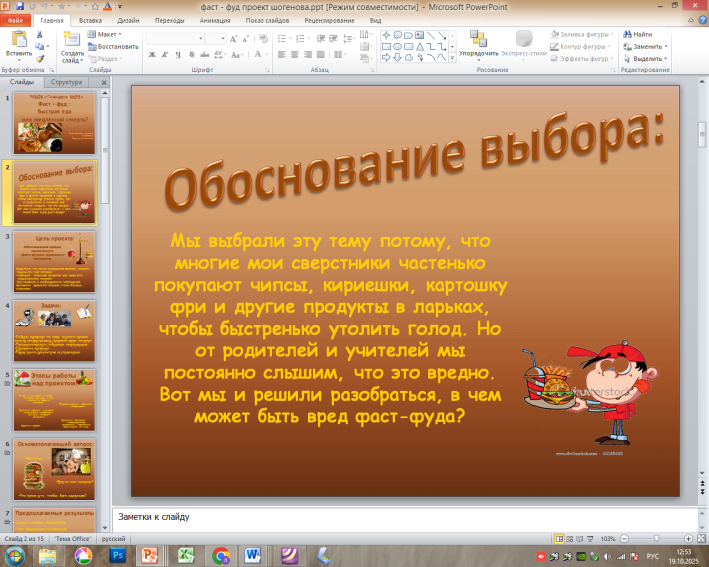 фаст - фуд проект шогенова.ppt [Режим совместимости] - Microsoft PowerPoint
Файл Главная Вставка Дизайн Переходы Анимация Показ слайдов Рецензирование Вид
Вставить
Создать слайд
Макет
Восстановить
Раздел
Упорядочить
Экспресс-стили
Заливка фигуры
Контур фигуры
Эффекты фигур
Найти
Заменить
Выделить
Буфер обмена Слайды Шрифт Абзац Рисование Редактирование
Слайды Структура
1
Фаст- фуд :
быстрая еда
или медленная смерть?
2
Обоснование выбора:
3
Цель проекта:
4
Задачи:
5
Этапы работы
над проектом
6
Основополагающий вопрос:
7
Предполагаемые результаты
Обоснование выбора:
Мы выбрали эту тему потому, что
многие мои сверстники частенько
покупают чипсы, кириешки, картошку
фри и другие продукты в ларьках,
чтобы быстренько утолить голод. Но
от родителей и учителей мы
постоянно слышим, что это вредно.
Вот мы и решили разобраться, в чем
может быть вред фаст-фуда?
Заметки к слайду
Слайд 2 из 15 "Тема Office" русский 103%
РУС
12:53
19.10.2025